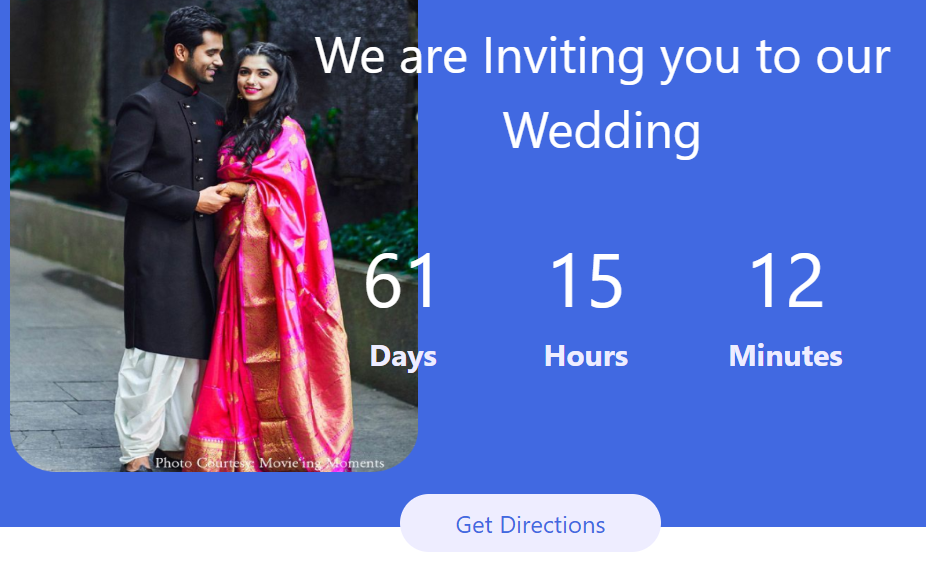 We are Inviting you to our
Wedding
61 15 12
Days Hours Minutes
Photo Courtesy: Movie'ing Moments
Get Directions